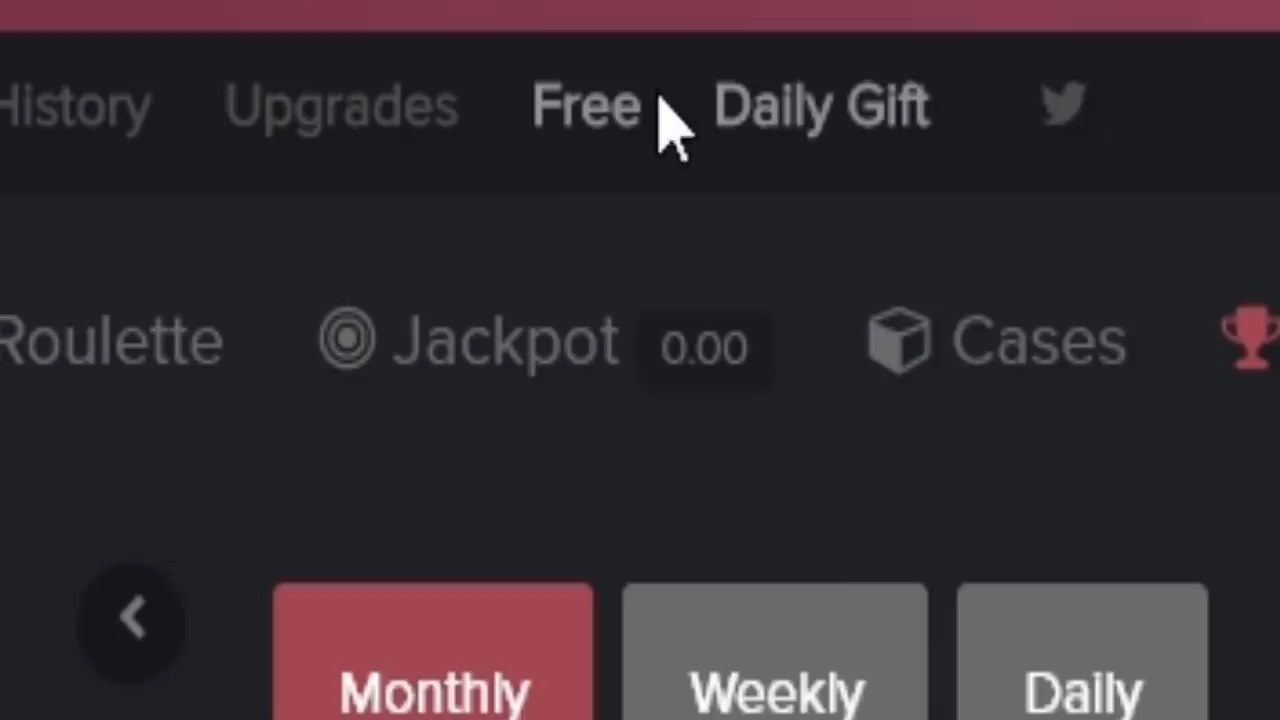 History Upgrades Free Daily Gift
Roulette Jackpot 0.00 Cases
Monthly Weekly Daily